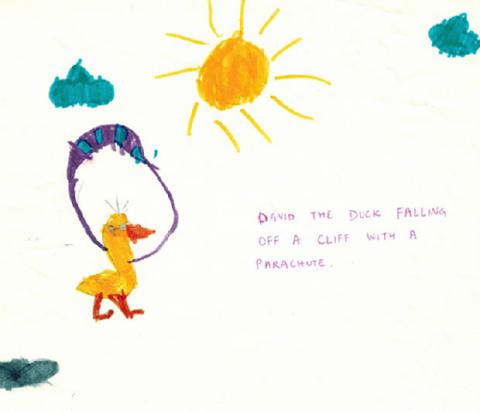 DAVID THE DUCK FALLING
OFF A CLIFF WITH A
PARACHUTE.